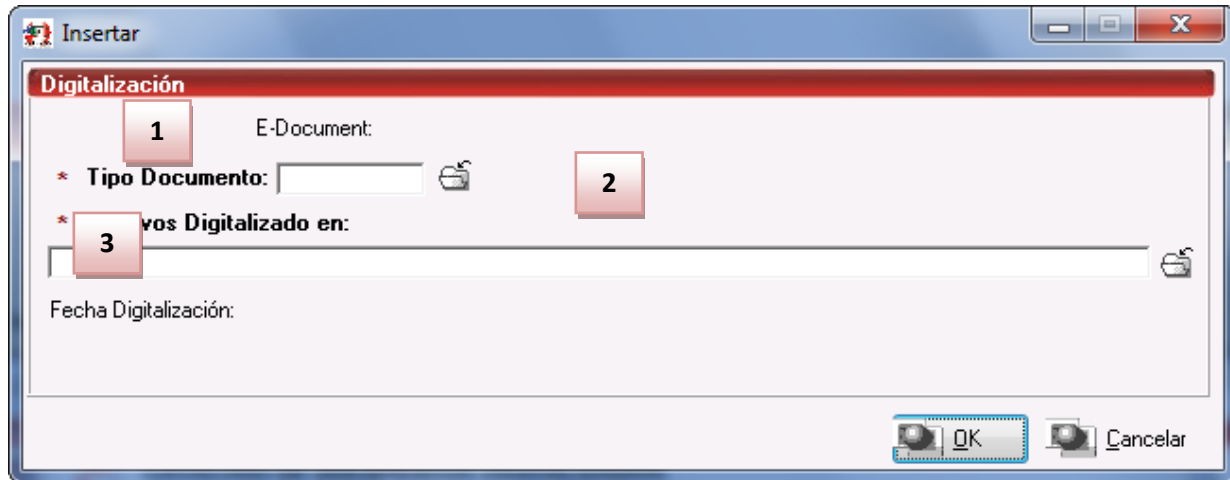 Insertar
Digitalización
1
E-Document:
* Tipo Documento:
2
* vos Digitalizado en:
3
Fecha Digitalización:
OK
Cancelar